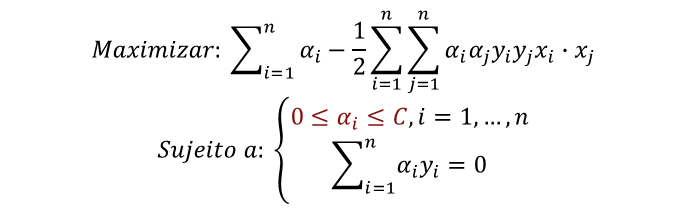 Maximizar: ∑_{i=1}^{n} α_i − \frac{1}{2} ∑_{i=1}^{n} ∑_{j=1}^{n} α_i α_j y_i y_j x_i · x_j
Sujeito a: { 0 ≤ α_i ≤ C, i = 1, … , n
∑_{i=1}^{n} α_i y_i = 0